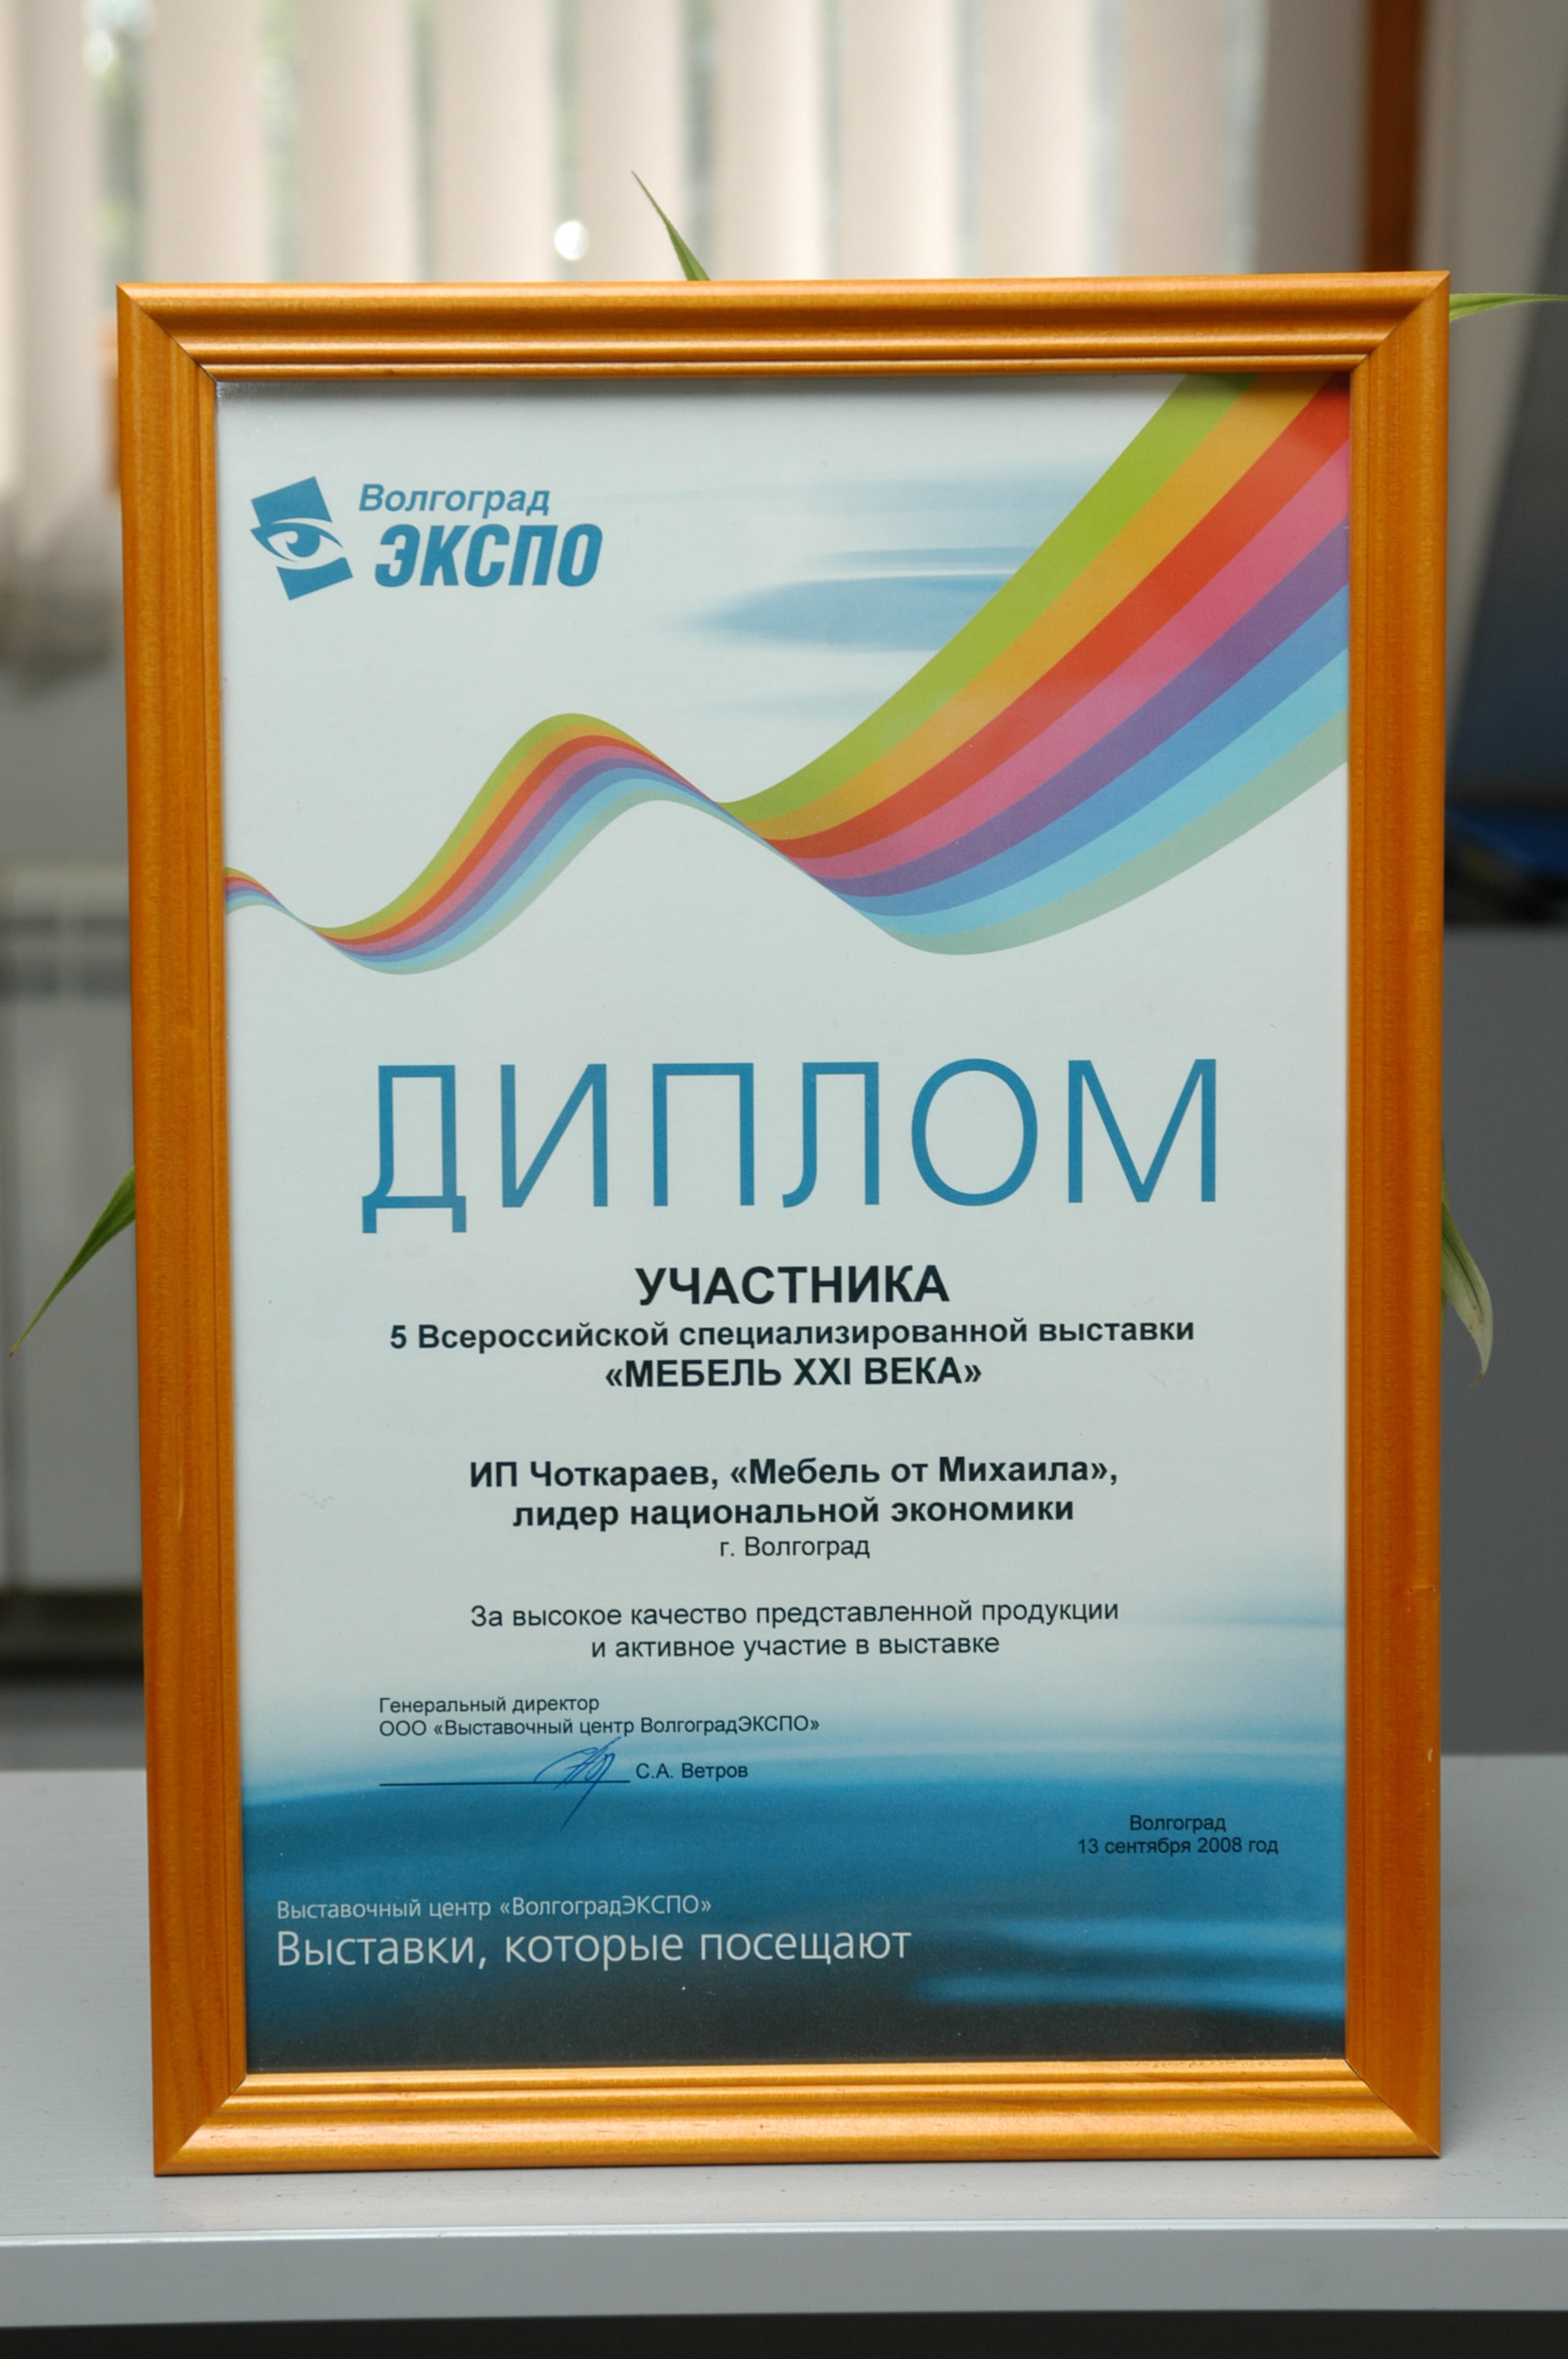 Волгоград
ЭКСПО
ДИПЛОМ
УЧАСТНИКА
5 Всероссийской специализированной выставки
«МЕБЕЛЬ XXI ВЕКА»
ИП Чоткараев, «Мебель от Михаила»,
лидер национальной экономики
г. Волгоград
За высокое качество представленной продукции
и активное участие в выставке
Генеральный директор
ООО «Выставочный центр ВолгоградЭКСПО»
С.А. Ветров
Волгоград
13 сентября 2008 год
Выставочный центр «ВолгоградЭКСПО»
Выставки, которые посещают